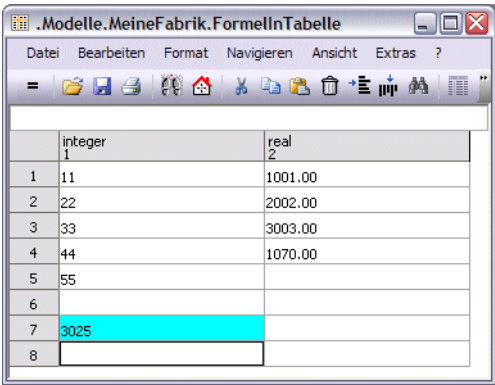 .Modelle.MeineFabrik.FormelInTabelle
Datei Bearbeiten Format Navigieren Ansicht Extras ?
=
integer real
1 2
1 11 1001.00
2 22 2002.00
3 33 3003.00
4 44 1070.00
5 55
6
7 3025
8